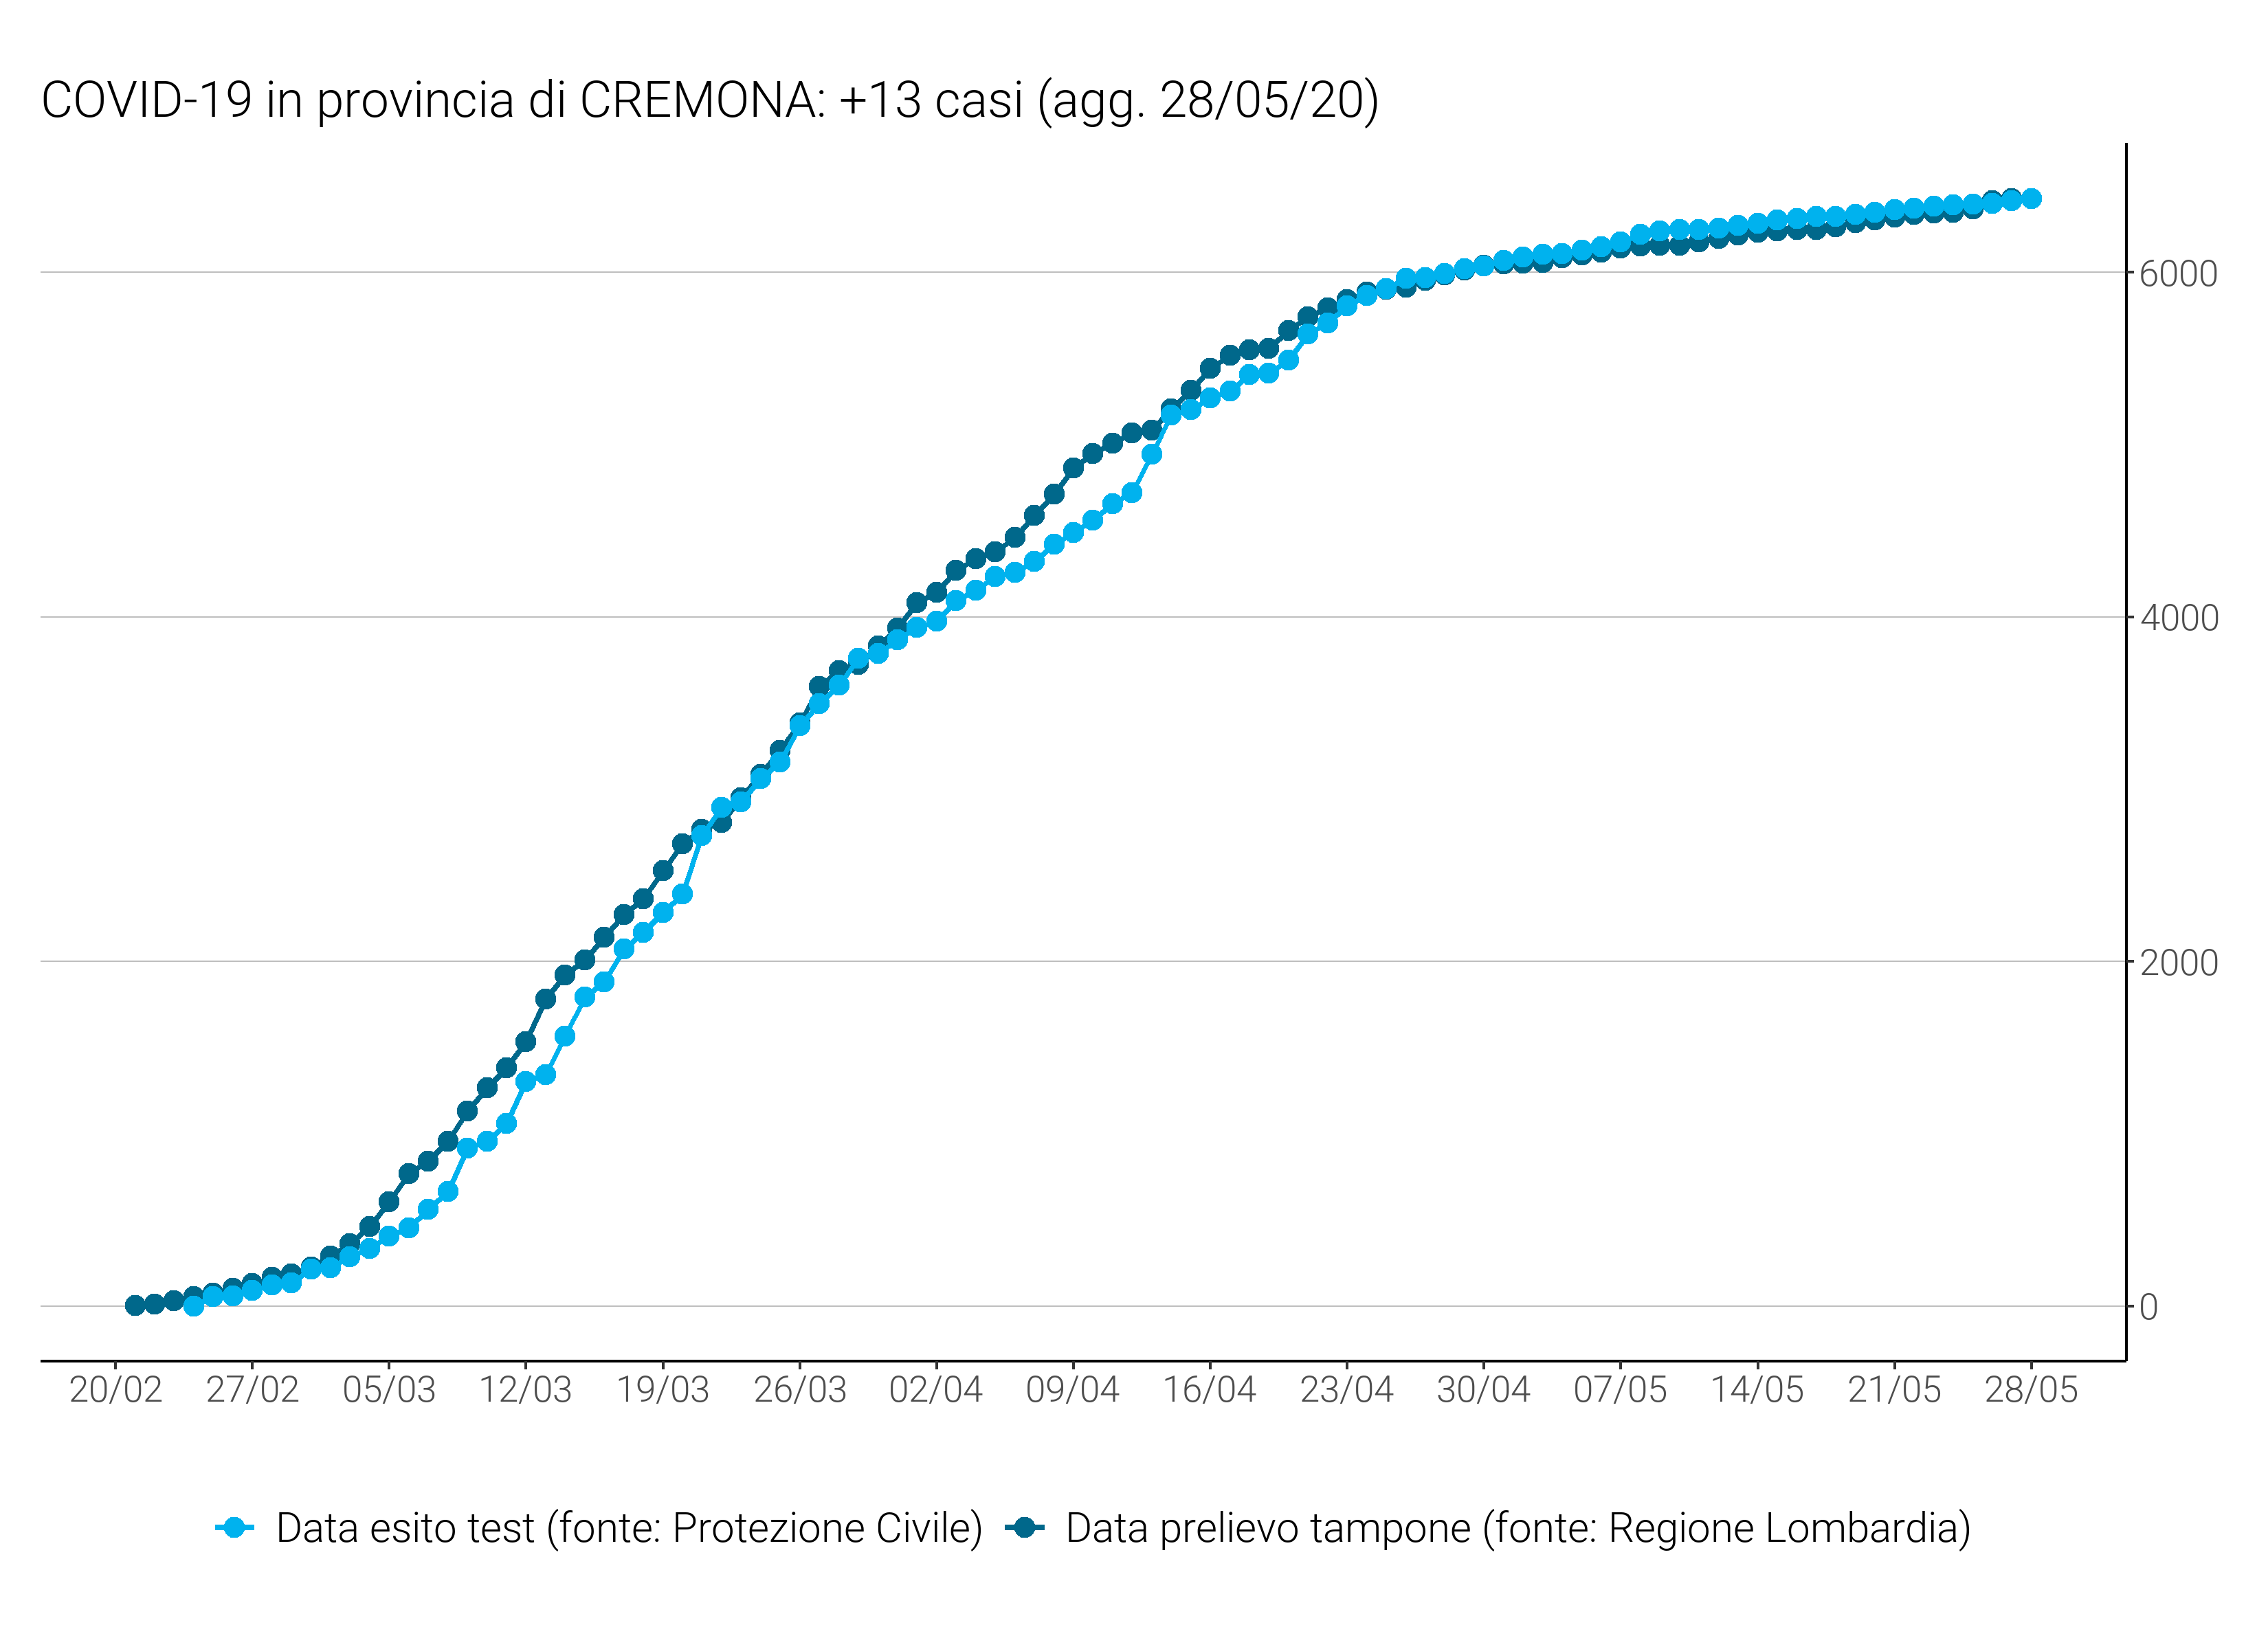 COVID-19 in provincia di CREMONA: +13 casi (agg. 28/05/20)
6000
4000
2000
0
20/02 27/02 05/03 12/03 19/03 26/03 02/04 09/04 16/04 23/04 30/04 07/05 14/05 21/05 28/05
Data esito test (fonte: Protezione Civile) Data prelievo tampone (fonte: Regione Lombardia)